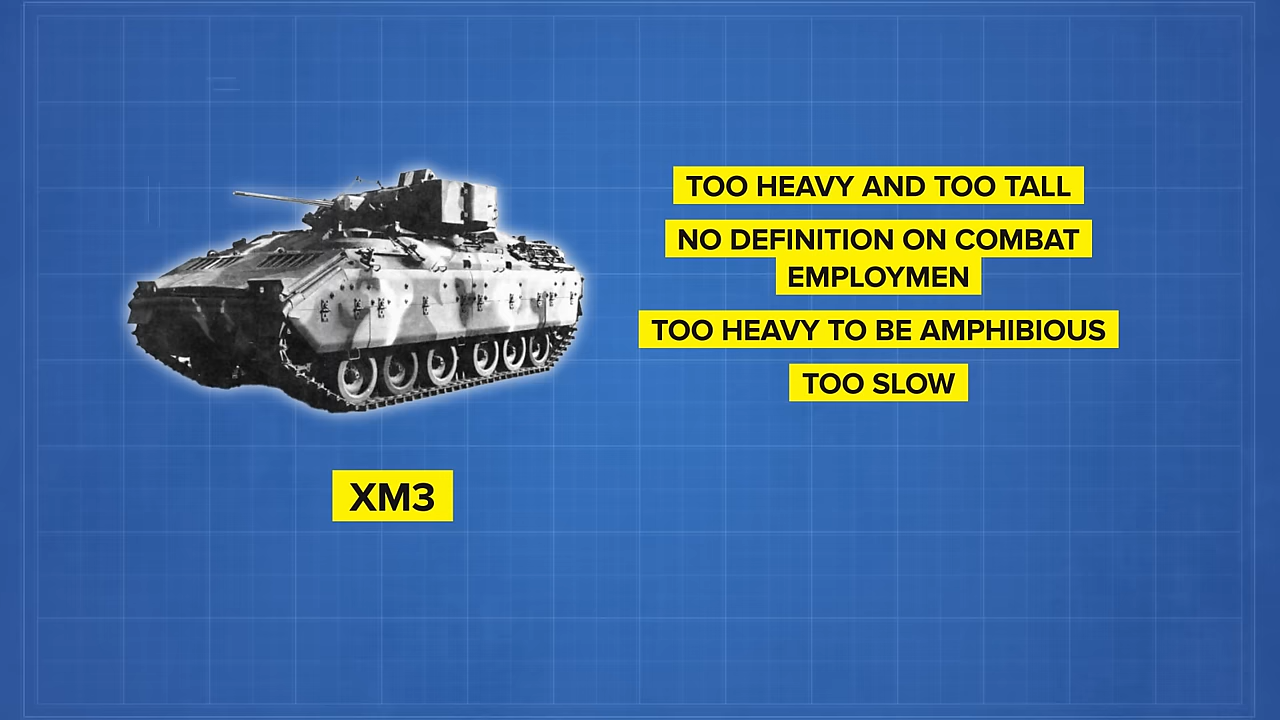 TOO HEAVY AND TOO TALL
NO DEFINITION ON COMBAT
EMPLOYMEN
TOO HEAVY TO BE AMPHIBIOUS
TOO SLOW
XM3